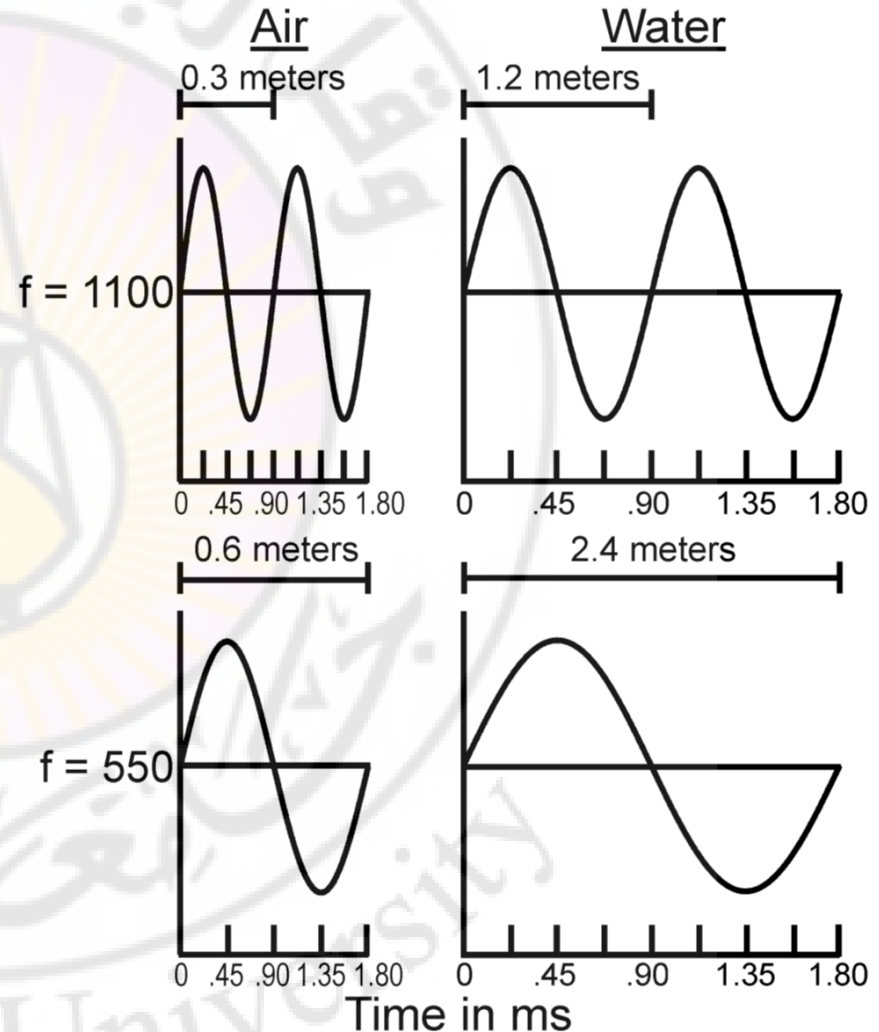 Air
Water
0.3 meters
1.2 meters
f = 1100
0 .45 .90 1.35 1.80
0 .45 .90 1.35 1.80
0.6 meters
2.4 meters
f = 550
0 .45 .90 1.35 1.80
0 .45 .90 1.35 1.80
Time in ms
University